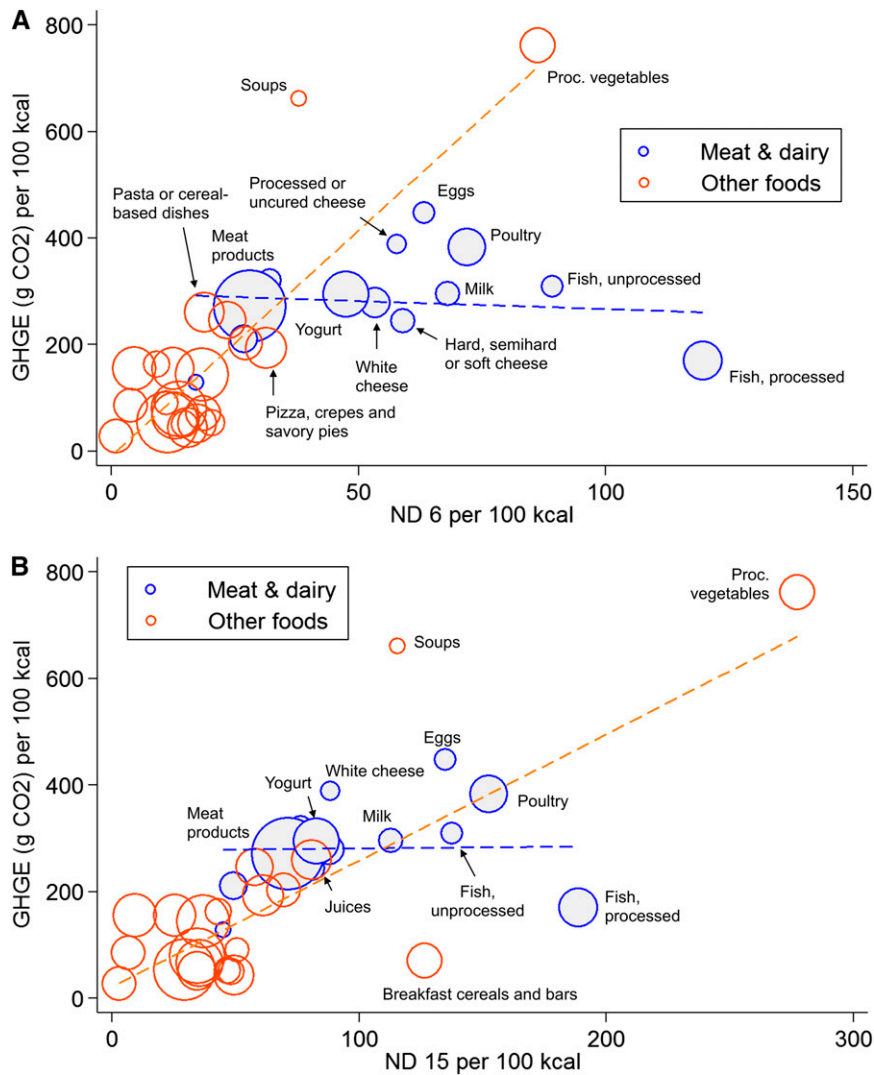 A
GHGE (g CO2) per 100 kcal
800
600
400
200
0
Soups
Proc. vegetables
Meat & dairy
Other foods
Pasta or cereal-
based dishes
Processed or
uncured cheese
Eggs
Meat
products
Poultry
Milk
Fish, unprocessed
Yogurt
White
cheese
Hard, semihard
or soft cheese
Fish, processed
Pizza, crepes and
savory pies
0
50
100
150
ND 6 per 100 kcal
B
GHGE (g CO2) per 100 kcal
800
600
400
200
0
Meat & dairy
Other foods
Proc.
vegetables
Soups
Eggs
White cheese
Yogurt
Poultry
Meat
products
Milk
Juices
Fish,
unprocessed
Fish,
processed
Breakfast cereals and bars
0
100
200
300
ND 15 per 100 kcal